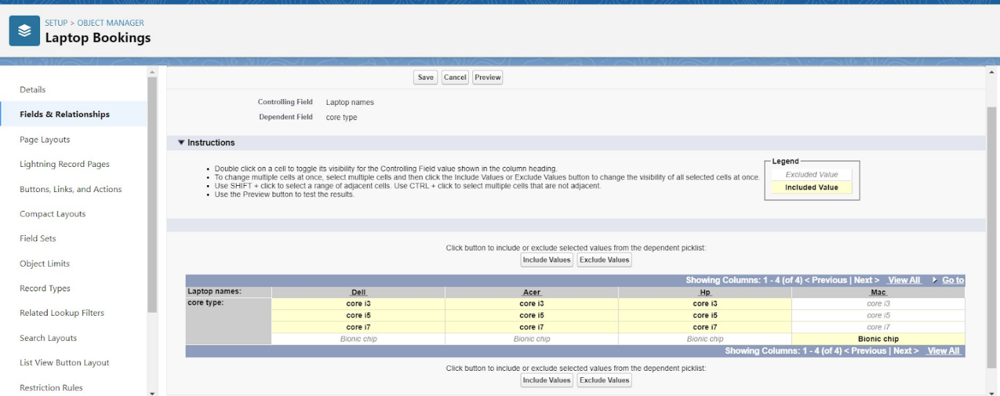 SETUP > OBJECT MANAGER
Laptop Bookings
Details
Fields & Relationships
Page Layouts
Lightning Record Pages
Buttons, Links, and Actions
Compact Layouts
Field Sets
Object Limits
Record Types
Related Lookup Filters
Search Layouts
List View Button Layout
Restriction Rules
Save Cancel Preview
Controlling Field Laptop names
Dependent Field core type
Instructions
• Double click on a cell to toggle its visibility for the Controlling Field value shown in the column heading.
• To change multiple cells at once, select multiple cells and then click the Include Values or Exclude Values button to change the visibility of all selected cells at once.
• Use SHIFT + click to select a range of adjacent cells. Use CTRL + click to select multiple cells that are not adjacent.
• Use the Preview button to test the results.
Legend
Excluded Value
Included Value
Click button to include or exclude selected values from the dependent picklist:
Include Values Exclude Values
Showing Columns: 1 - 4 (of 4) < Previous | Next > View All Go to
Laptop names: Dell Acer Hp Mac
core type: core i3 core i3 core i3 core i3
core i5 core i5 core i5 core i5
core i7 core i7 core i7 core i7
Bionic chip Bionic chip Bionic chip Bionic chip
Showing Columns: 1 - 4 (of 4) < Previous | Next > View All
Click button to include or exclude selected values from the dependent picklist:
Include Values Exclude Values